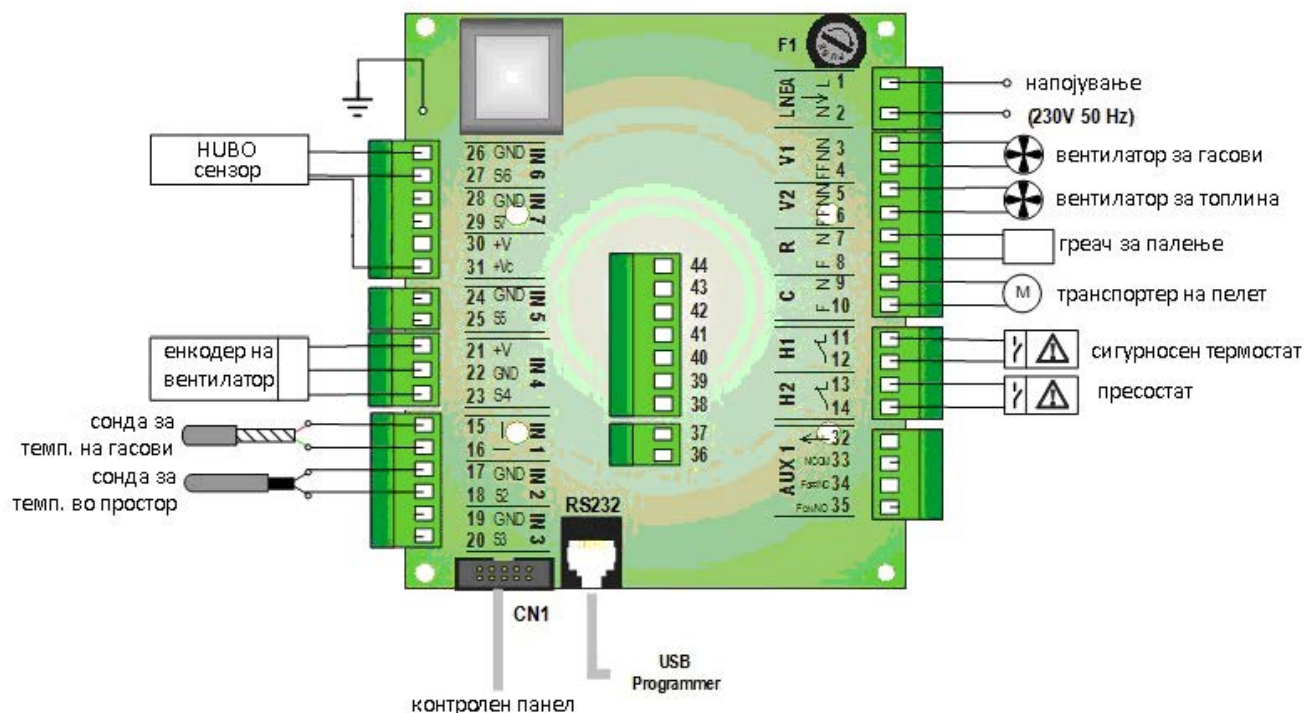 F1
LNEA
L 1
N 2
V1
N 3
F 4
V2
N 5
F 6
R
N 7
F 8
C
N 9
F 10
H1
11
12
H2
13
14
AUX 1
32
33
34
35
напојување
(230V 50 Hz)
вентилатор за гасови
вентилатор за топлина
греач за палење
M
транспортер на пелет
сигурносен термостат
пресостат
HUBO
сензор
26 GND
27 S6
IN 6
28 GND
29 S7
IN 7
30 +V
31 +Vc
24 GND
25 S5
IN 5
енкодер на
вентилатор
21 +V
22 GND
23 S4
IN 4
сонда за
темп. на гасови
15
16
IN 1
сонда за
темп. во простор
17 GND
18 S2
IN 2
19 GND
20 S3
IN 3
44
43
42
41
40
39
38
37
36
RS232
CN1
USB
Programmer
контролен панел